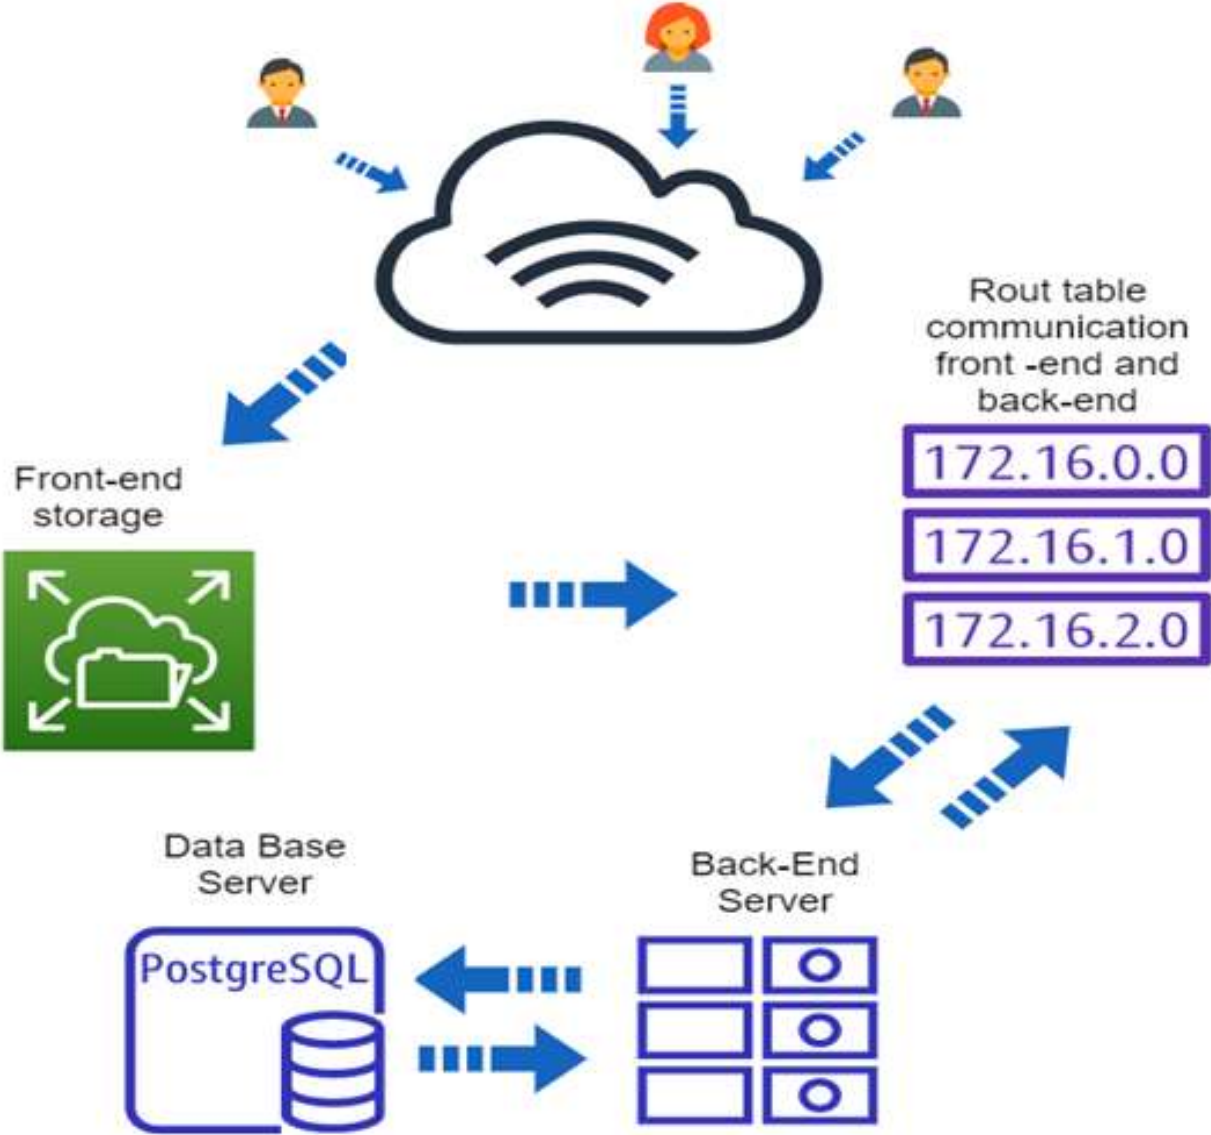 Rout table
communication
front -end and
back-end
172.16.0.0
172.16.1.0
172.16.2.0
Front-end
storage
Data Base
Server
PostgreSQL
Back-End
Server